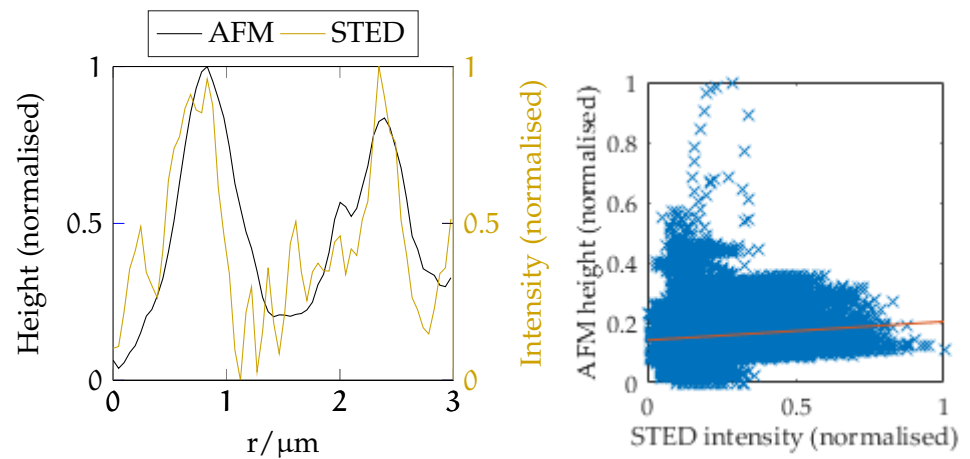 AFM STED
1
0.5
0
Height (normalised)
0 1 2 3
r/μm
1
0.5
0
Intensity (normalised)
1
0.8
0.6
0.4
0.2
0
AFM height (normalised)
0 0.5 1
STED intensity (normalised)